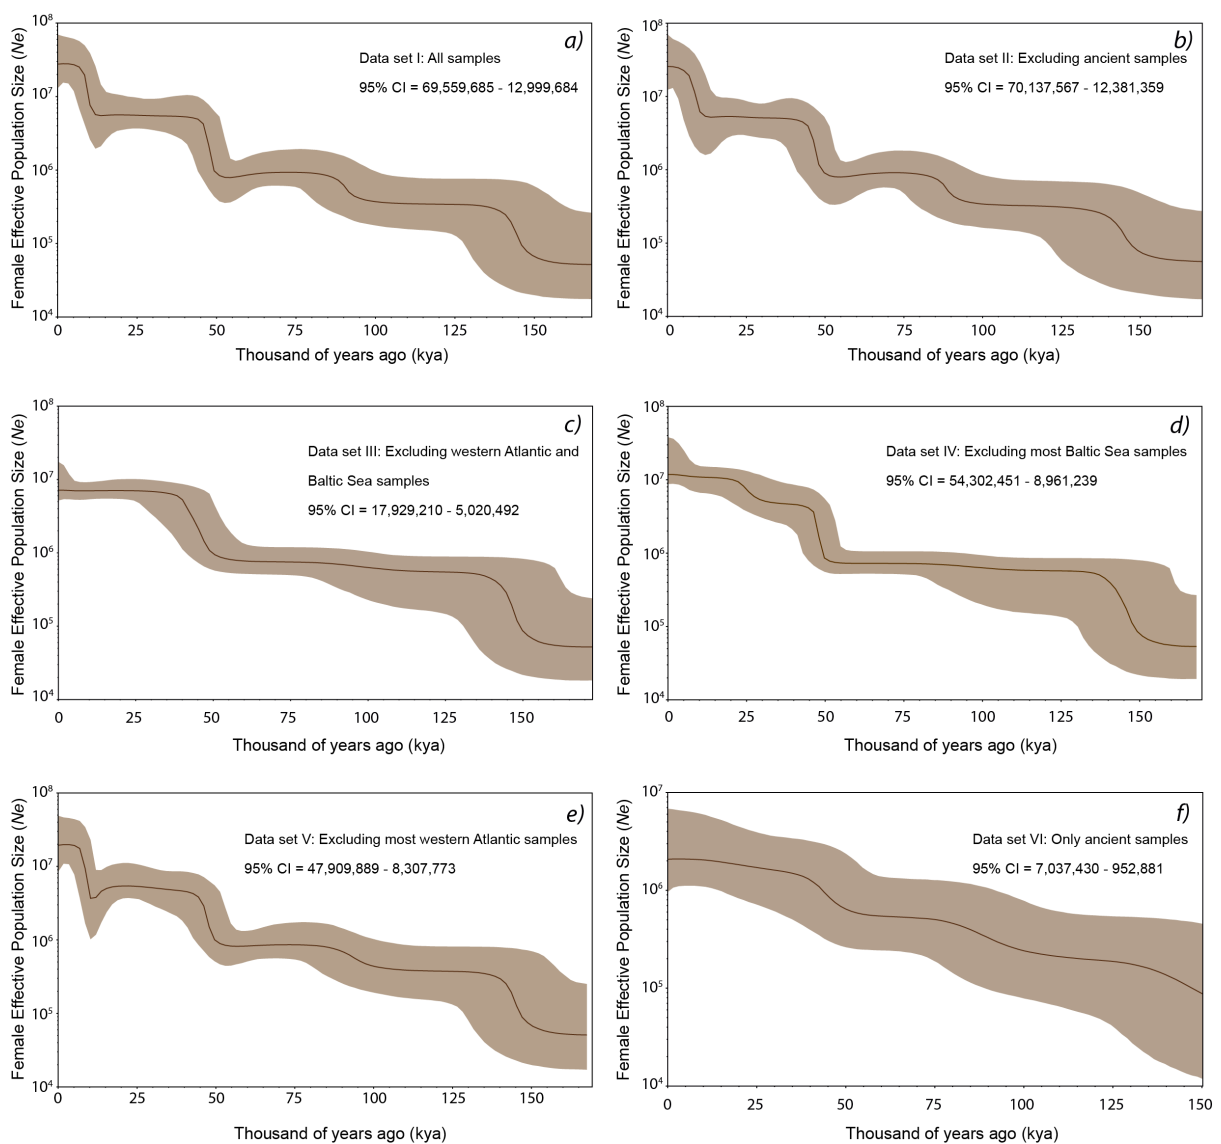 a)
Data set I: All samples
95% CI = 69,559,685 - 12,999,684
Female Effective Population Size (Ne)
10⁸
10⁷
10⁶
10⁵
10⁴
0 25 50 75 100 125 150
Thousand of years ago (kya)
b)
Data set II: Excluding ancient samples
95% CI = 70,137,567 - 12,381,359
Female Effective Population Size (Ne)
10⁸
10⁷
10⁶
10⁵
10⁴
0 25 50 75 100 125 150
Thousand of years ago (kya)
c)
Data set III: Excluding western Atlantic and
Baltic Sea samples
95% CI = 17,929,210 - 5,020,492
Female Effective Population Size (Ne)
10⁸
10⁷
10⁶
10⁵
10⁴
0 25 50 75 100 125 150
Thousand of years ago (kya)
d)
Data set IV: Excluding most Baltic Sea samples
95% CI = 54,302,451 - 8,961,239
Female Effective Population Size (Ne)
10⁸
10⁷
10⁶
10⁵
10⁴
0 25 50 75 100 125 150
Thousand of years ago (kya)
e)
Data set V: Excluding most western Atlantic samples
95% CI = 47,909,889 - 8,307,773
Female Effective Population Size (Ne)
10⁸
10⁷
10⁶
10⁵
10⁴
0 25 50 75 100 125 150
Thousand of years ago (kya)
f)
Data set VI: Only ancient samples
95% CI = 7,037,430 - 952,881
Female Effective Population Size (Ne)
10⁷
10⁶
10⁵
10⁴
0 25 50 75 100 125 150
Thousand of years ago (kya)